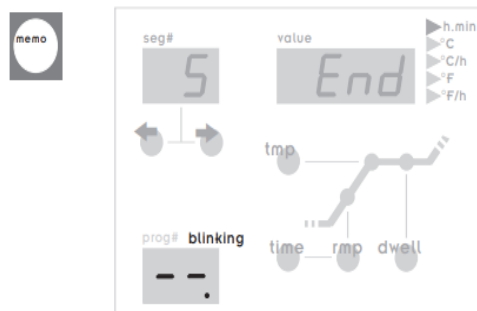 memo
seg#
value
h.min
°C
°C/h
°F
°F/h
5
End
tmp
prog# blinking
--.
time rmp dwell